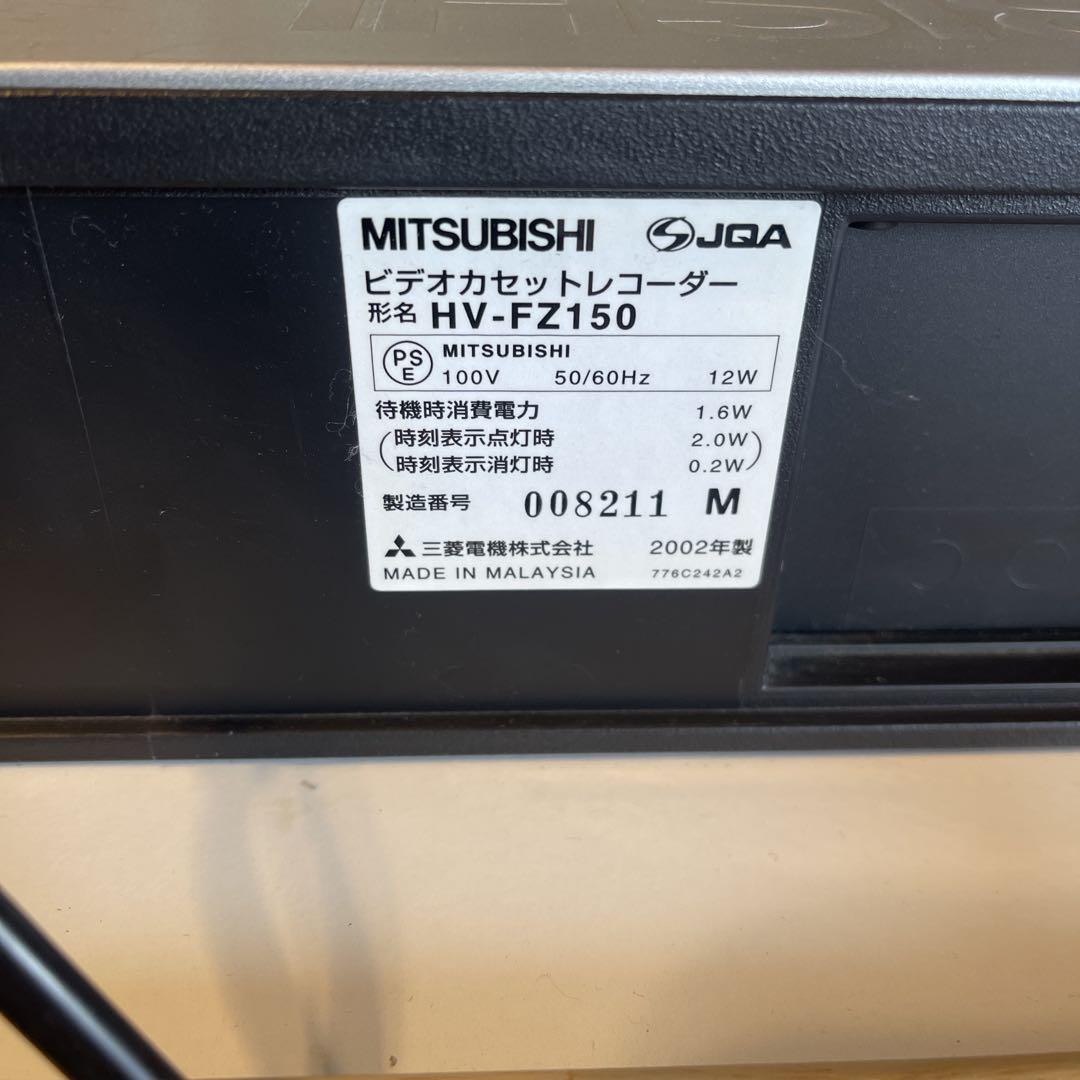 MITSUBISHI JQA
ビデオカセットレコーダー
形名 HV-FZ150
PSE MITSUBISHI
100V 50/60Hz 12W
待機時消費電力 1.6W
(時刻表示点灯時 2.0W)
(時刻表示消灯時 0.2W)
製造番号 008211 M
三菱電機株式会社 2002年製
MADE IN MALAYSIA 776C242A2